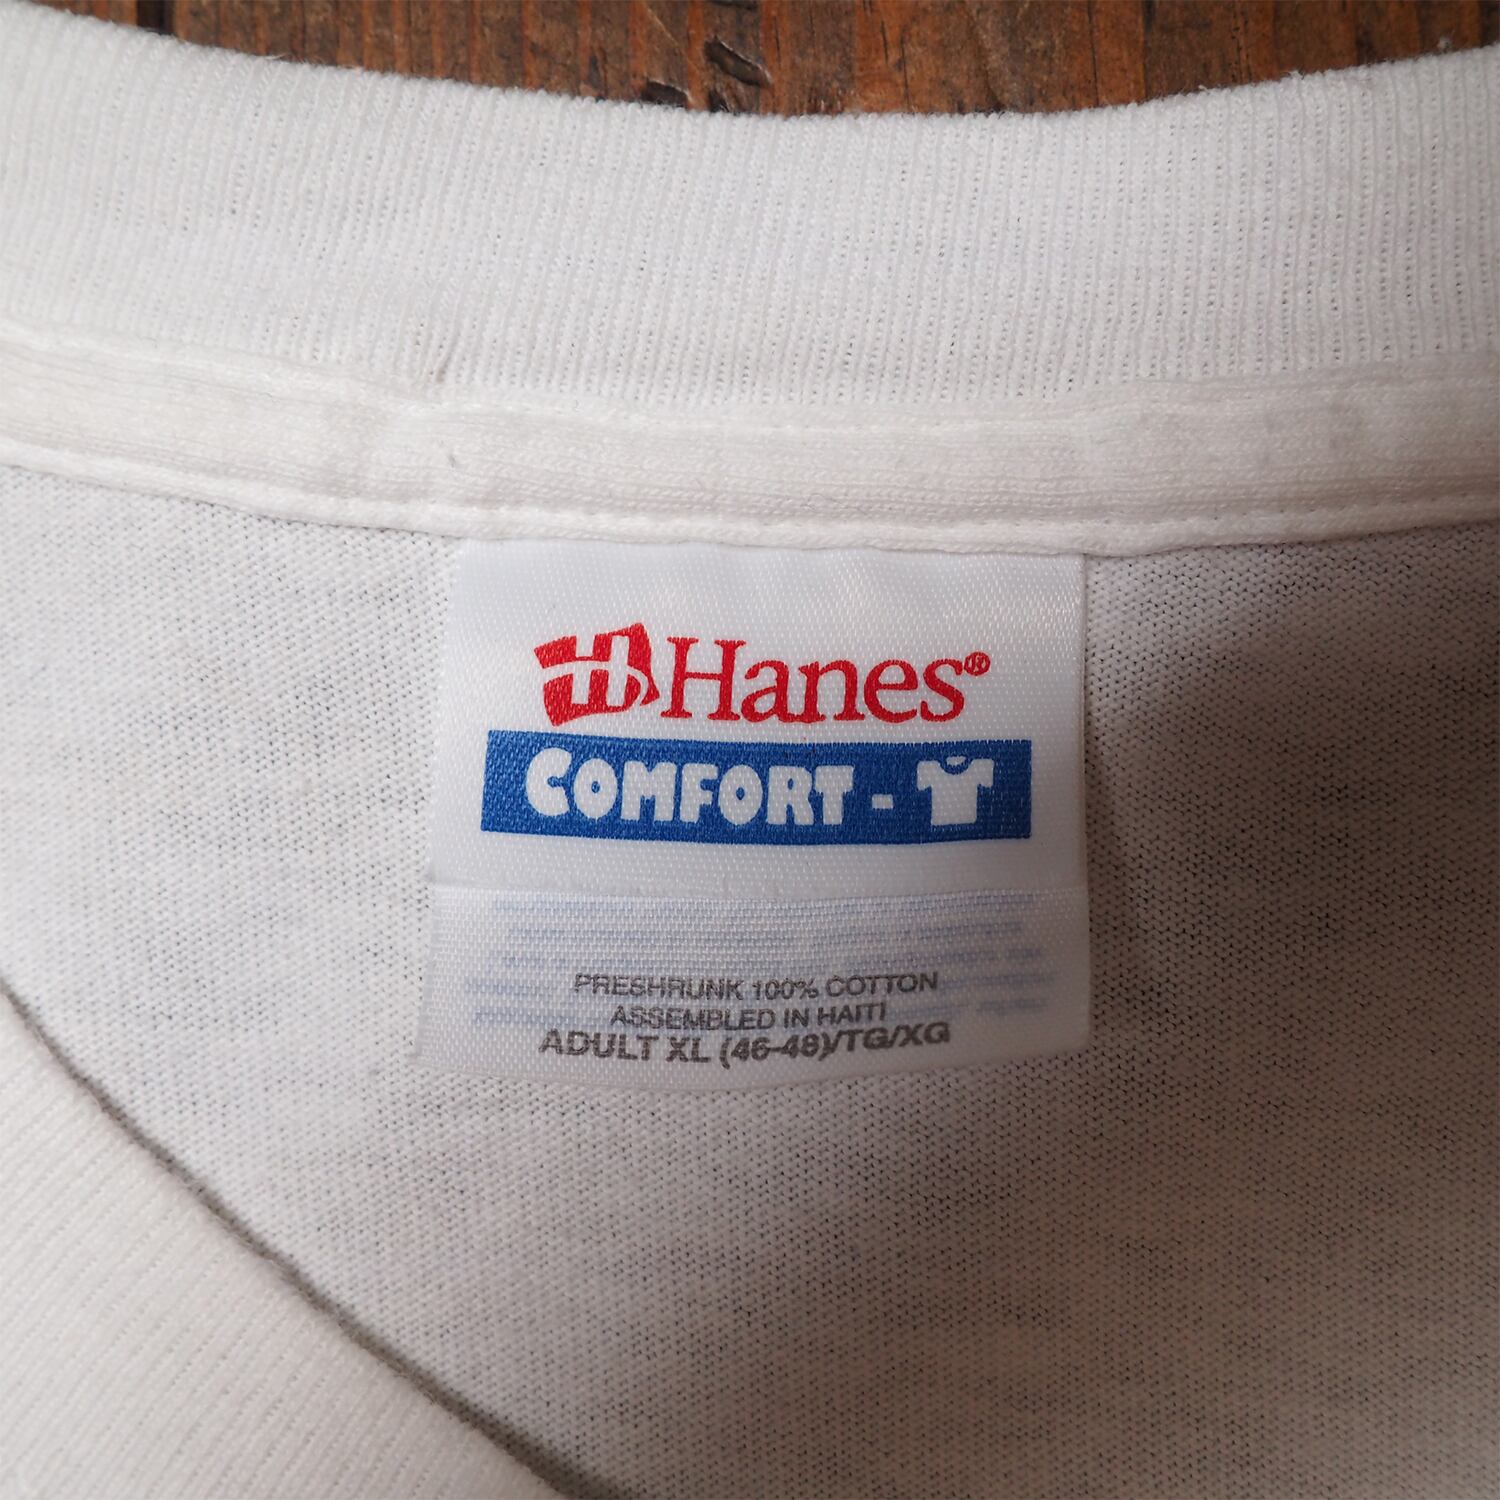 Hanes®
COMFORT -
PRESHRUNK 100% COTTON
ASSEMBLED IN HAITI
ADULT XL (46-48)/TG/XG